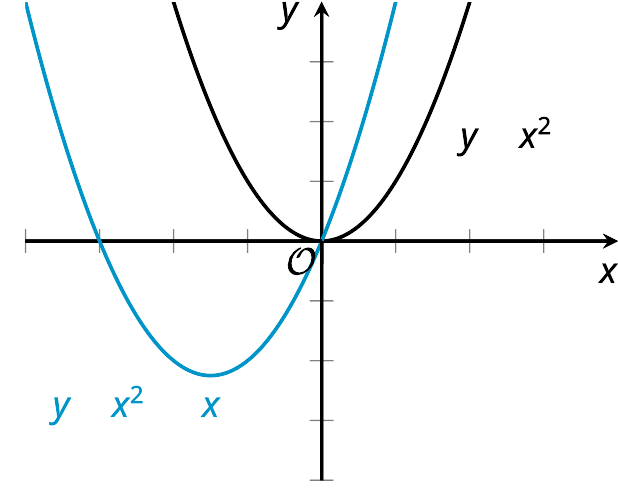 y
y x²
𝒪
x
y x² x